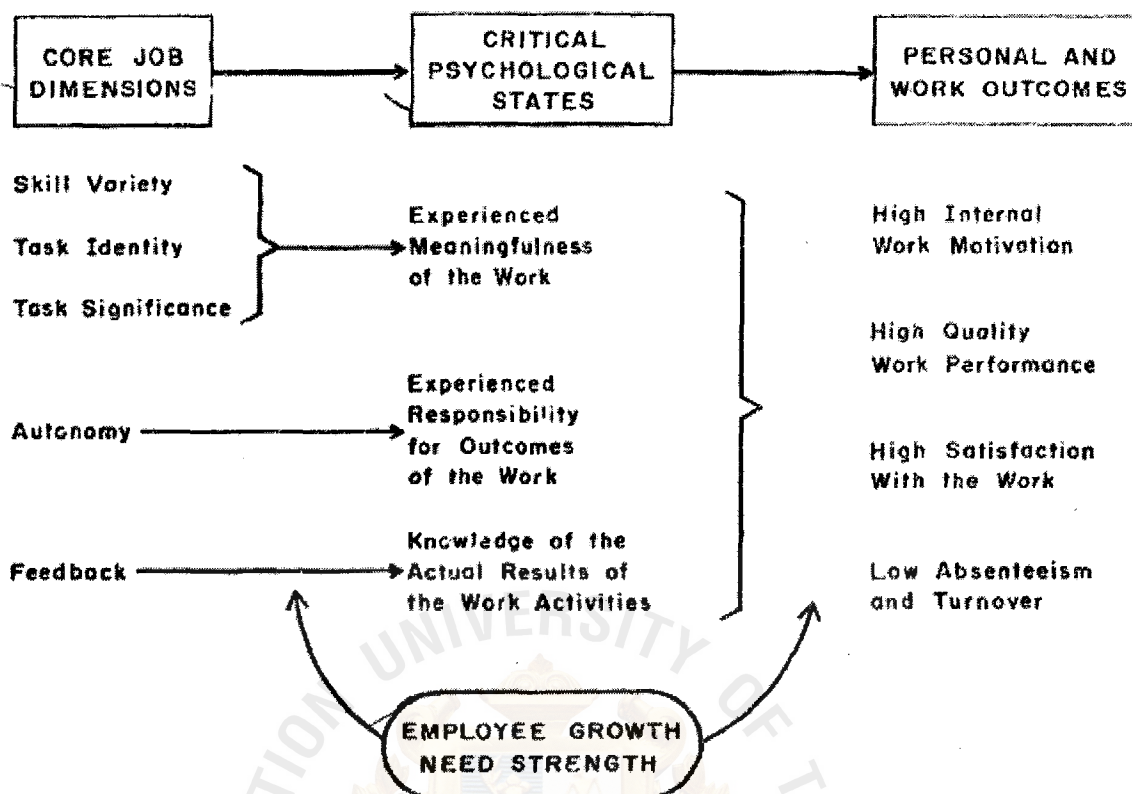 CORE JOB
DIMENSIONS
CRITICAL
PSYCHOLOGICAL
STATES
PERSONAL AND
WORK OUTCOMES
Skill Variety
Task Identity
Task Significance
Experienced
Meaningfulness
of the Work
Autonomy
Experienced
Responsibility
for Outcomes
of the Work
Feedback
Knowledge of the
Actual Results of
the Work Activities
High Internal
Work Motivation
High Quality
Work Performance
High Satisfaction
With the Work
Low Absenteeism
and Turnover
EMPLOYEE GROWTH
NEED STRENGTH
UNIVERSITY OF